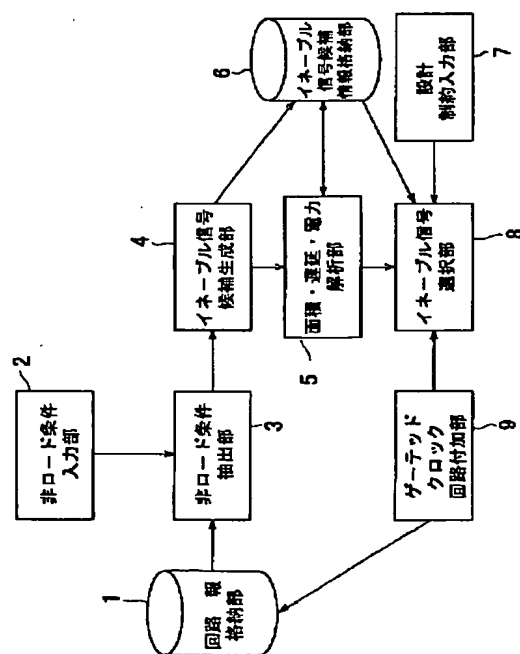 1
回路 報
格納部
2
非ロード条件
入力部
3
非ロード条件
抽出部
4
イネーブル信号
候補生成部
5
面積・遅延・電力
解析部
6
イネーブル
信号候補
情報格納部
7
設計
制約入力部
8
イネーブル信号
選択部
9
ゲーテッド
クロック
回路付加部